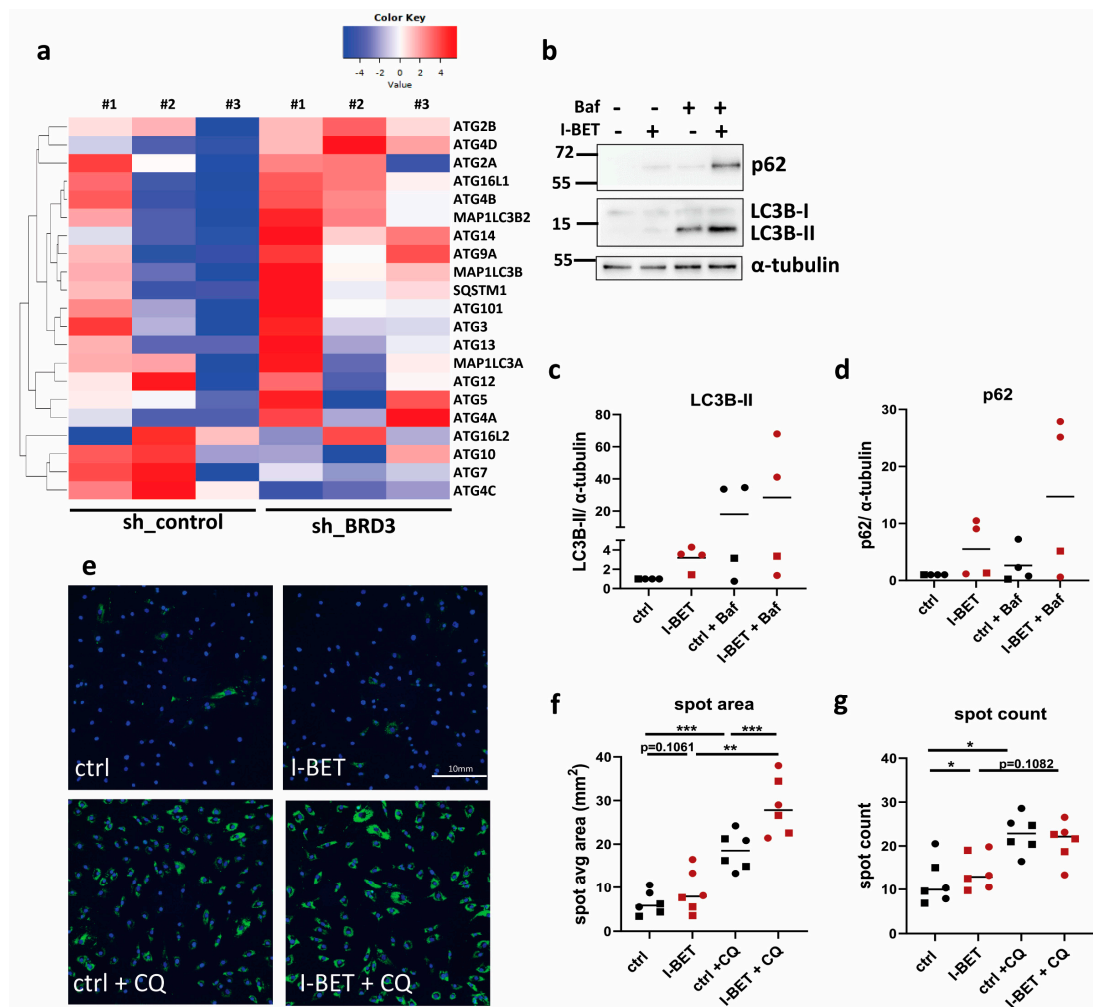 Color Key
-4 -2 0 2 4
Value
a
#1 #2 #3 #1 #2 #3
ATG2B
ATG4D
ATG2A
ATG16L1
ATG4B
MAP1LC3B2
ATG14
ATG9A
MAP1LC3B
SQSTM1
ATG101
ATG3
ATG13
MAP1LC3A
ATG12
ATG5
ATG4A
ATG16L2
ATG10
ATG7
ATG4C
sh_control sh_BRD3
b
Baf - - + +
I-BET - + - +
72
55
p62
15
LC3B-I
LC3B-II
55
α-tubulin
c
LC3B-II
LC3B-II/ α-tubulin
80
60
40
20
4
2
0
ctrl
I-BET
ctrl + Baf
I-BET + Baf
d
p62
p62/ α-tubulin
30
20
10
0
ctrl
I-BET
ctrl + Baf
I-BET + Baf
e
ctrl
I-BET
10mm
ctrl + CQ
I-BET + CQ
f
spot area
*** ***
p=0.1061 **
spot avg area (mm²)
40
30
20
10
0
ctrl
I-BET
ctrl +CQ
I-BET + CQ
g
spot count
*
* p=0.1082
spot count
40
30
20
10
0
ctrl
I-BET
ctrl+CQ
I-BET + CQ